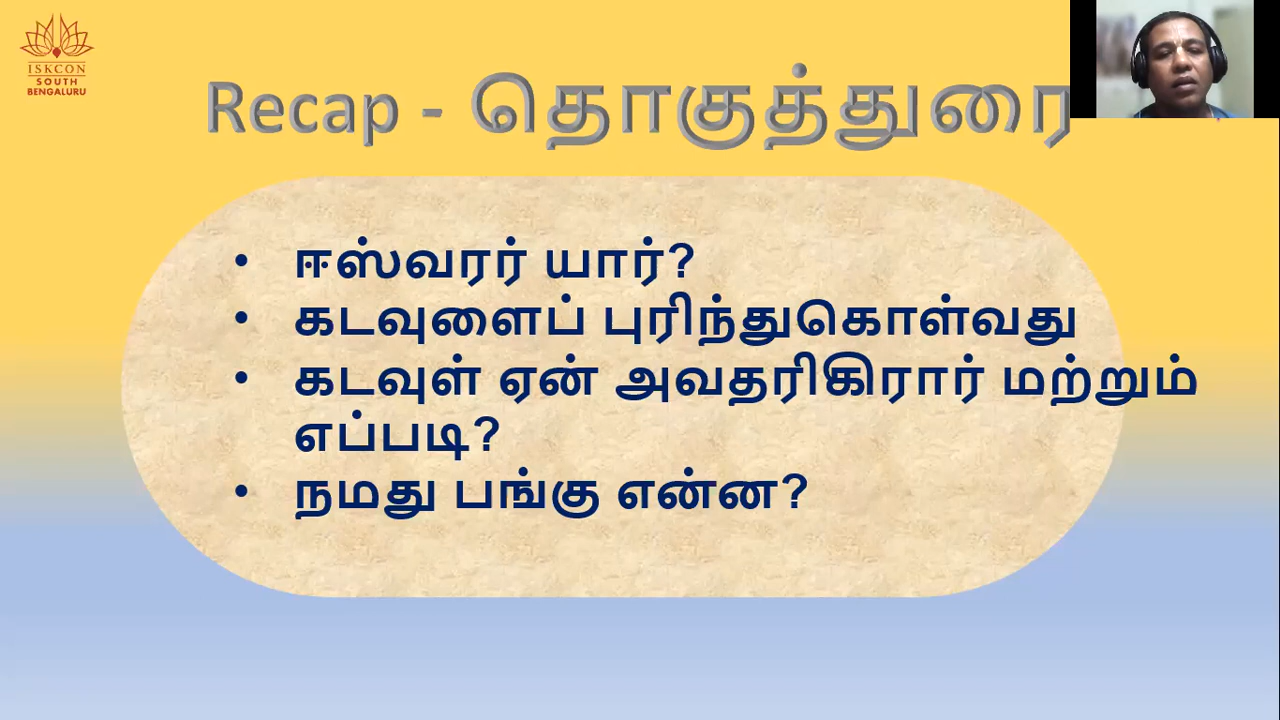 ISKCON
SOUTH
BENGALURU
Recap - தொகுத்துரை
• ஈஸ்வரர் யார்?
• கடவுளைப் புரிந்துகொள்வது
• கடவுள் ஏன் அவதரிகிரார் மற்றும்
எப்படி?
• நமது பங்கு என்ன?